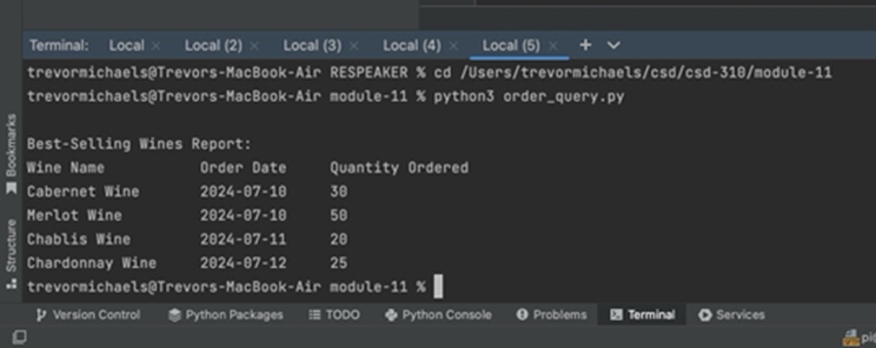 Terminal: Local × Local (2) × Local (3) × Local (4) × Local (5) × +
trevormichaels@Trevors-MacBook-Air RESPEAKER % cd /Users/trevormichaels/csd/csd-310/module-11
trevormichaels@Trevors-MacBook-Air module-11 % python3 order_query.py
Best-Selling Wines Report:
Wine Name Order Date Quantity Ordered
Cabernet Wine 2024-07-10 30
Merlot Wine 2024-07-10 50
Chablis Wine 2024-07-11 20
Chardonnay Wine 2024-07-12 25
trevormichaels@Trevors-MacBook-Air module-11 %
Bookmarks
Structure
Version Control Python Packages TODO Python Console Problems Terminal Services